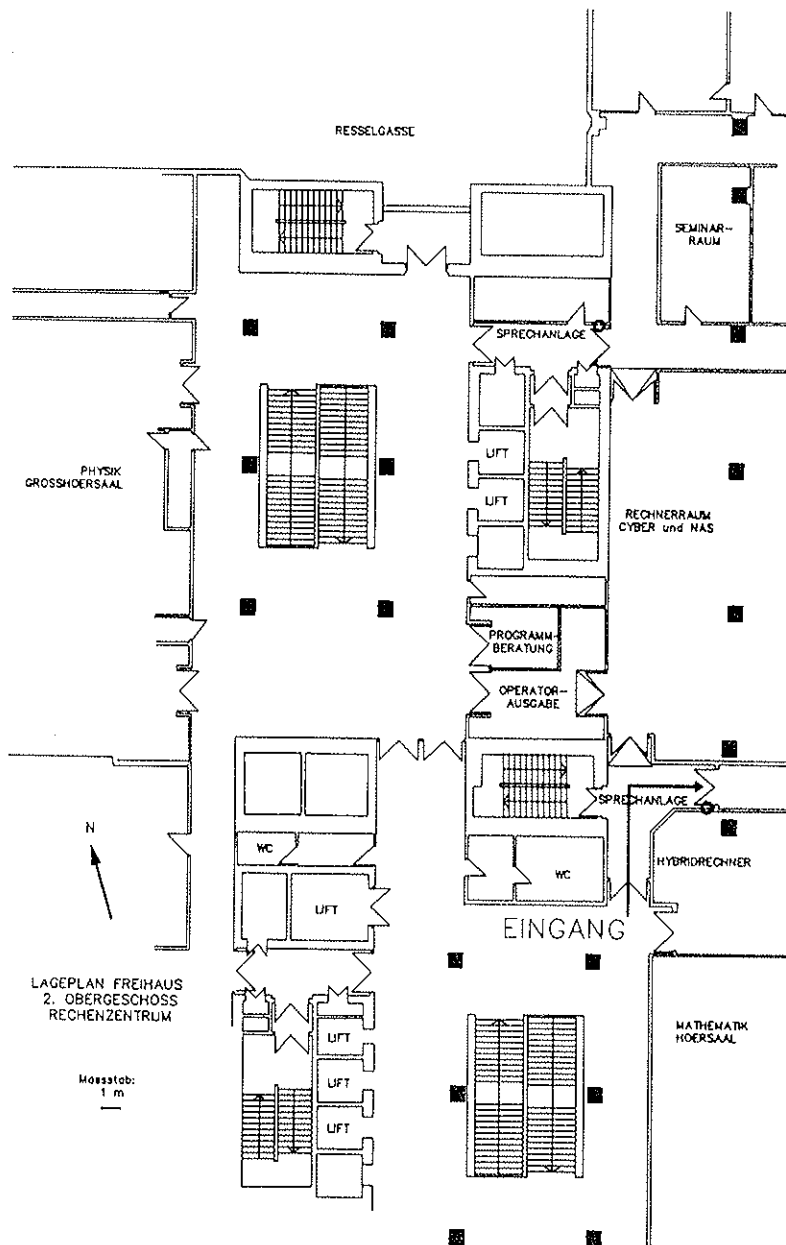 RESSELGASSE
SEMINAR-
RAUM
SPRECHANLAGE
PHYSIK
GROSSHOERSAAL
LIFT
LIFT
RECHNERRAUM
CYBER und NAS
PROGRAMM-
BERATUNG
OPERATOR-
AUSGABE
SPRECHANLAGE
N
WC
WC
HYBRIDRECHNER
LIFT
EINGANG
LAGEPLAN FREIHAUS
2. OBERGESCHOSS
RECHENZENTRUM
MATHEMATIK
HOERSAAL
LIFT
Massstab:
1 m
LIFT
LIFT